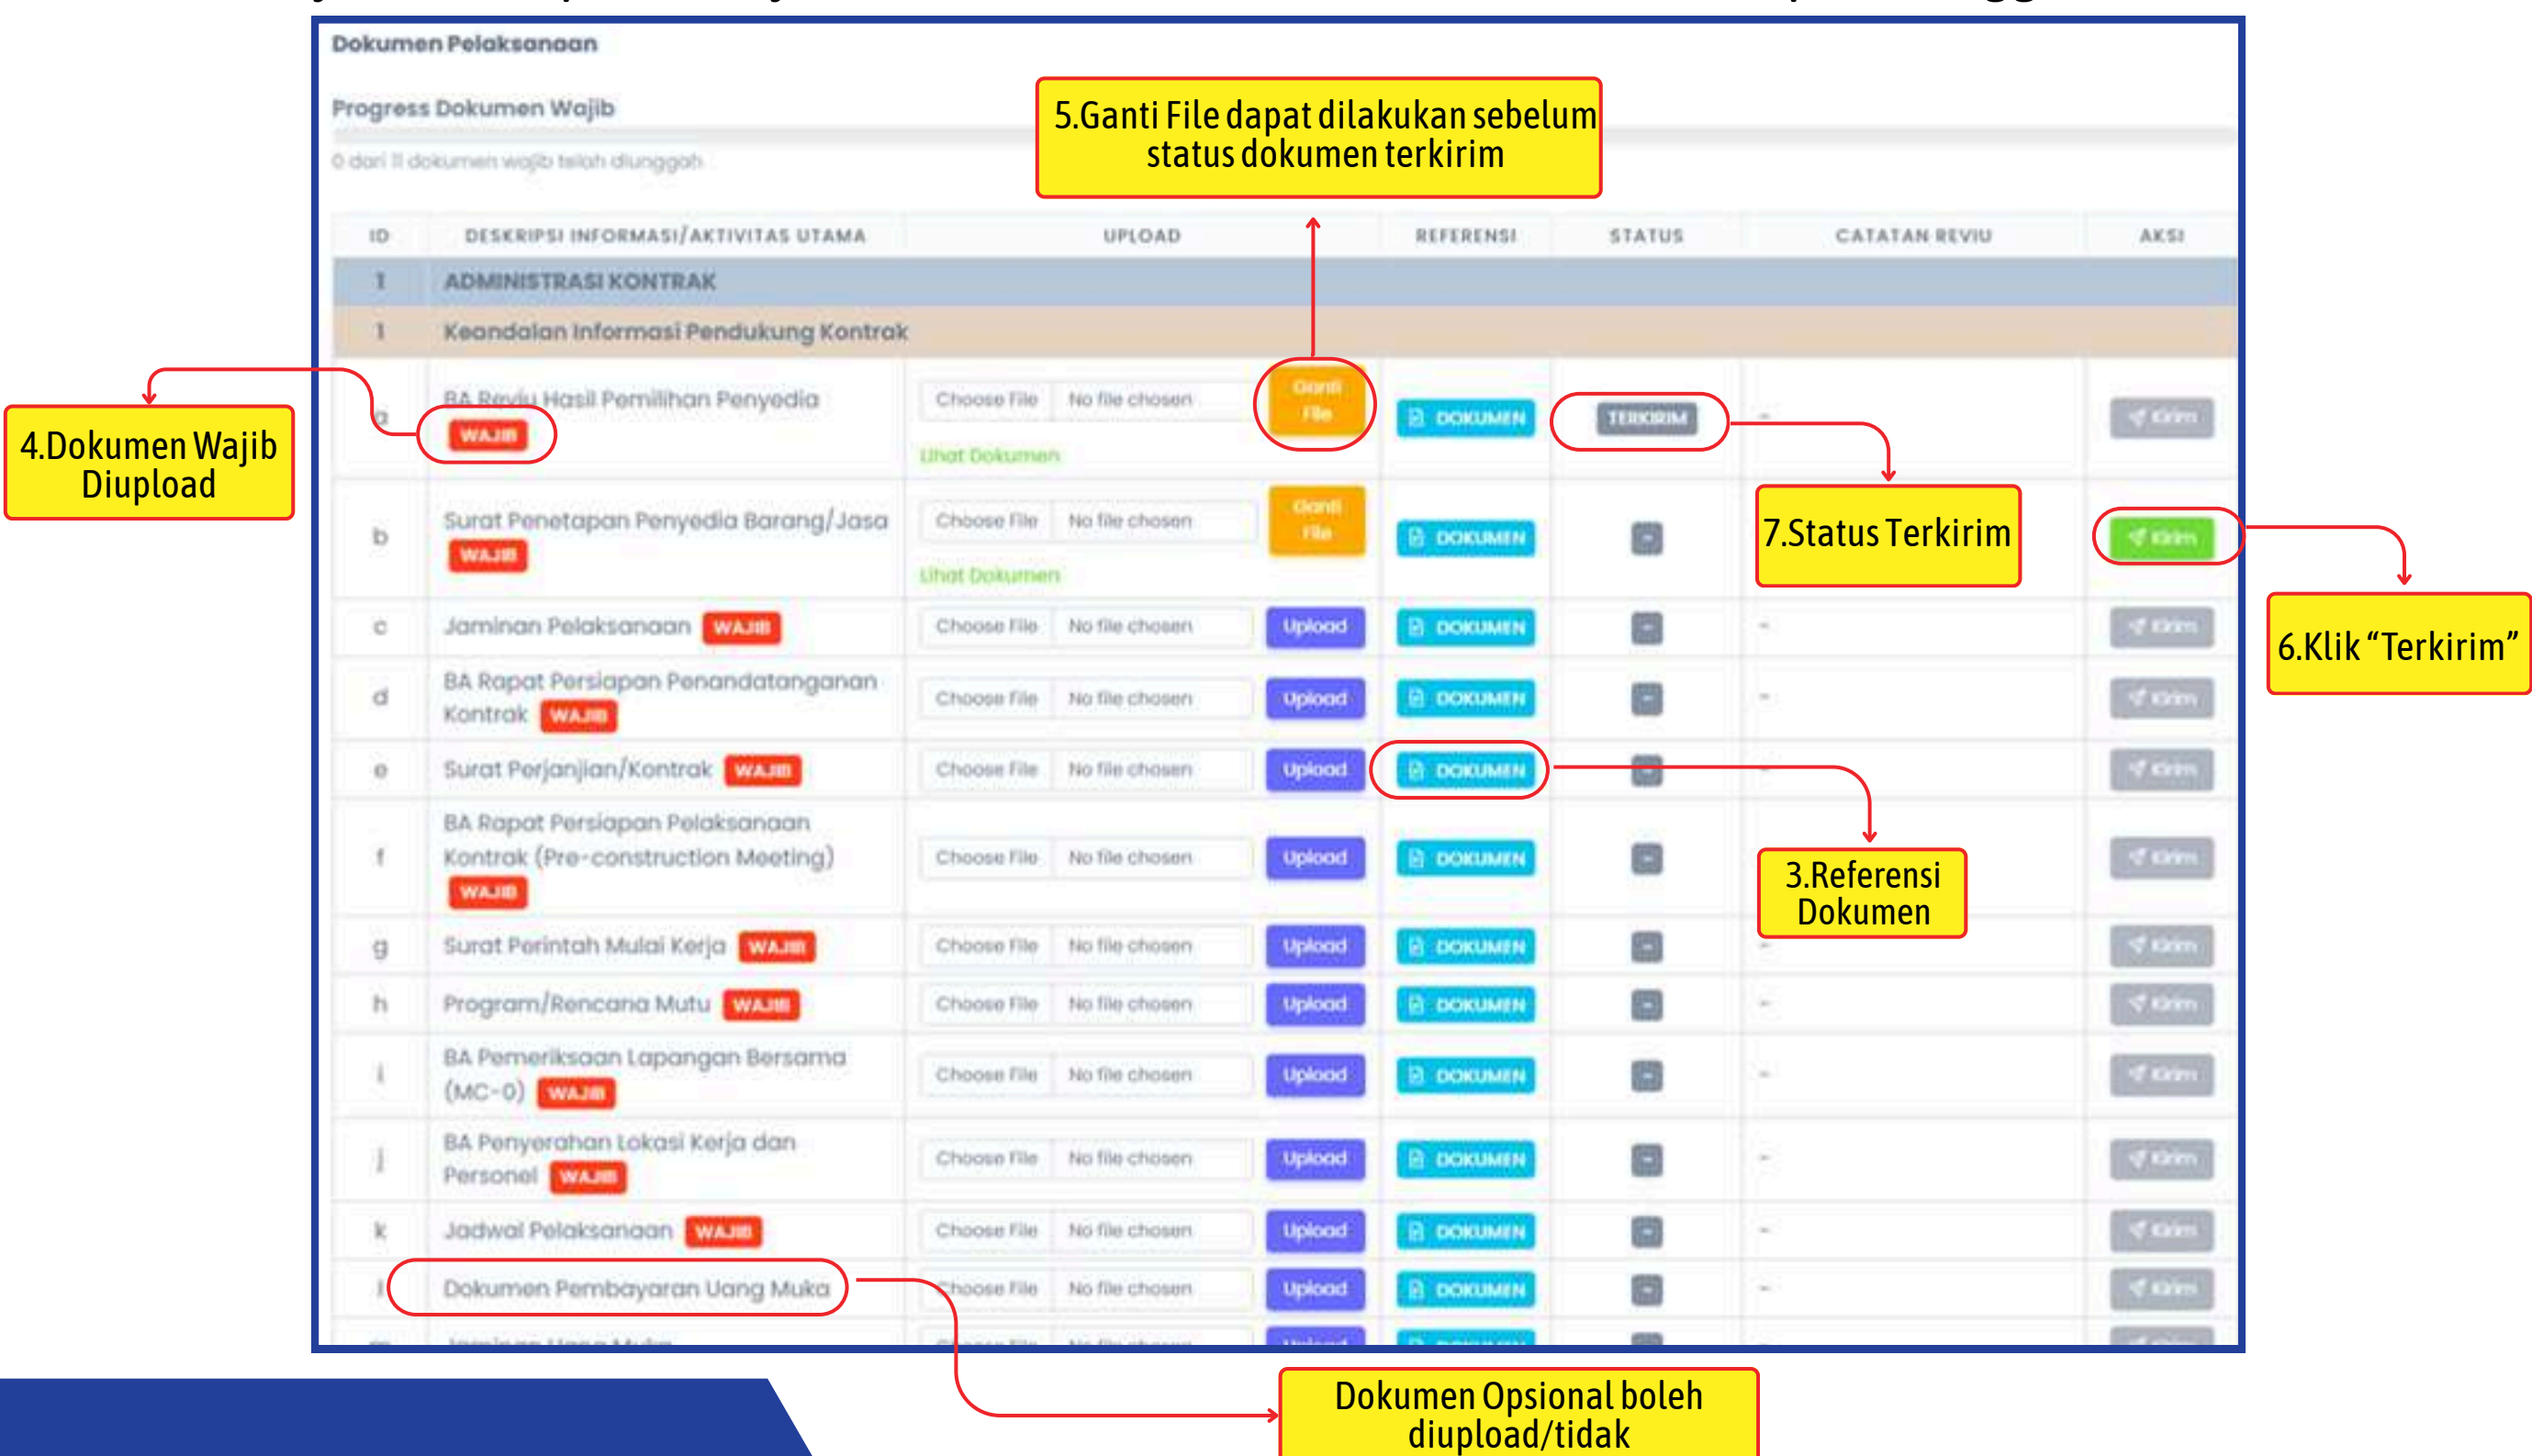 Dokumen Pelaksanaan
Progress Dokumen Wajib
0 dari 11 dokumen wajib telah diunggah
5.Ganti File dapat dilakukan sebelum
status dokumen terkirim
ID DESKRIPSI INFORMASI/AKTIVITAS UTAMA UPLOAD REFERENSI STATUS CATATAN REVIU AKSI
1 ADMINISTRASI KONTRAK
1 Keandalan Informasi Pendukung Kontrak
4.Dokumen Wajib
Diupload
a BA Reviu Hasil Pemilihan Penyedia
WAJIB
Choose File No file chosen
Ganti
File
Lihat Dokumen
DOKUMEN TERKIRIM - Kirim
b Surat Penetapan Penyedia Barang/Jasa
WAJIB
Choose File No file chosen
Ganti
File
Lihat Dokumen
DOKUMEN - Kirim
7.Status Terkirim
6.Klik “Terkirim”
c Jaminan Pelaksanaan WAJIB Choose File No file chosen Upload DOKUMEN - - Kirim
d BA Rapat Persiapan Penandatanganan
Kontrak WAJIB
Choose File No file chosen Upload DOKUMEN - - Kirim
e Surat Perjanjian/Kontrak WAJIB Choose File No file chosen Upload DOKUMEN - - Kirim
f BA Rapat Persiapan Pelaksanaan
Kontrak (Pre-construction Meeting)
WAJIB
Choose File No file chosen Upload DOKUMEN - Kirim
3.Referensi
Dokumen
g Surat Perintah Mulai Kerja WAJIB Choose File No file chosen Upload DOKUMEN - - Kirim
h Program/Rencana Mutu WAJIB Choose File No file chosen Upload DOKUMEN - - Kirim
i BA Pemeriksaan Lapangan Bersama
(MC-0) WAJIB
Choose File No file chosen Upload DOKUMEN - - Kirim
j BA Penyerahan Lokasi Kerja dan
Personel WAJIB
Choose File No file chosen Upload DOKUMEN - - Kirim
k Jadwal Pelaksanaan WAJIB Choose File No file chosen Upload DOKUMEN - - Kirim
l Dokumen Pembayaran Uang Muka Choose File No file chosen Upload DOKUMEN - - Kirim
Dokumen Opsional boleh
diupload/tidak